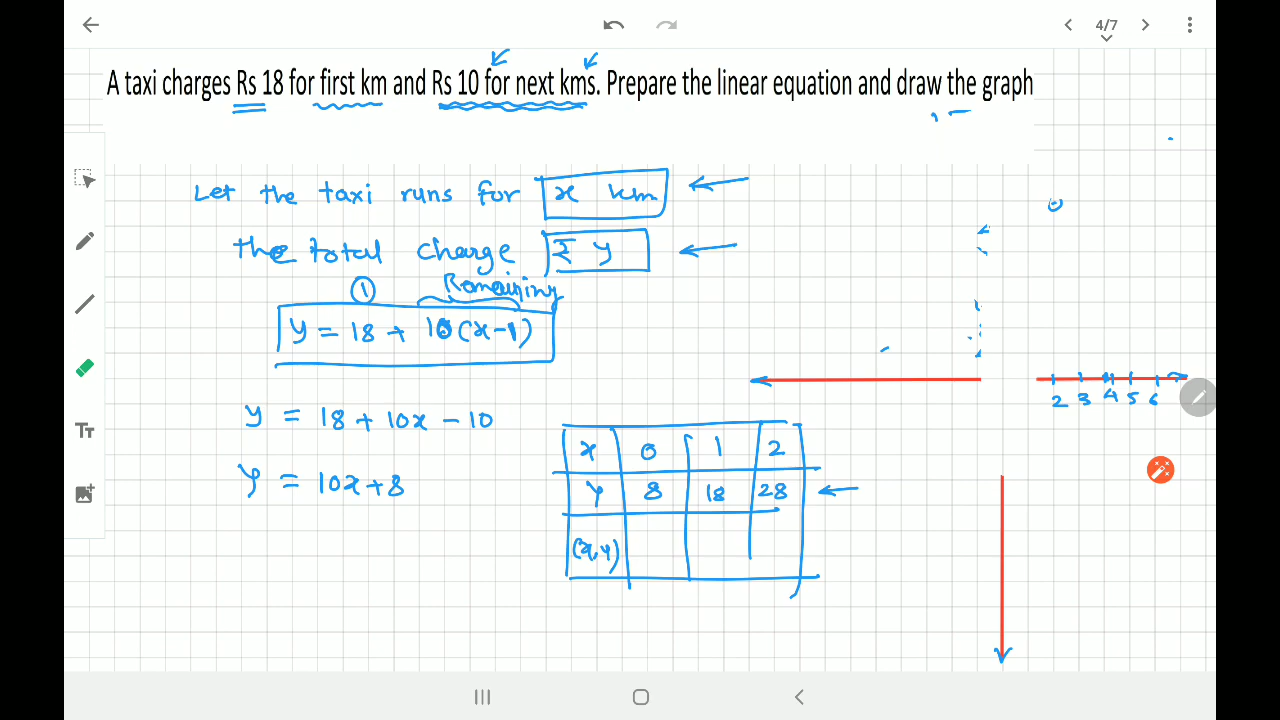 4/7
A taxi charges Rs 18 for first km and Rs 10 for next kms. Prepare the linear equation and draw the graph
Let the taxi runs for x km
the total charge ₹ y
① Remaining
y = 18 + 10(x-1)
y = 18 + 10x - 10
y = 10x+8
x 0 1 2
y 8 18 28
(x,y)
0
2 3 4 5 6
Tт